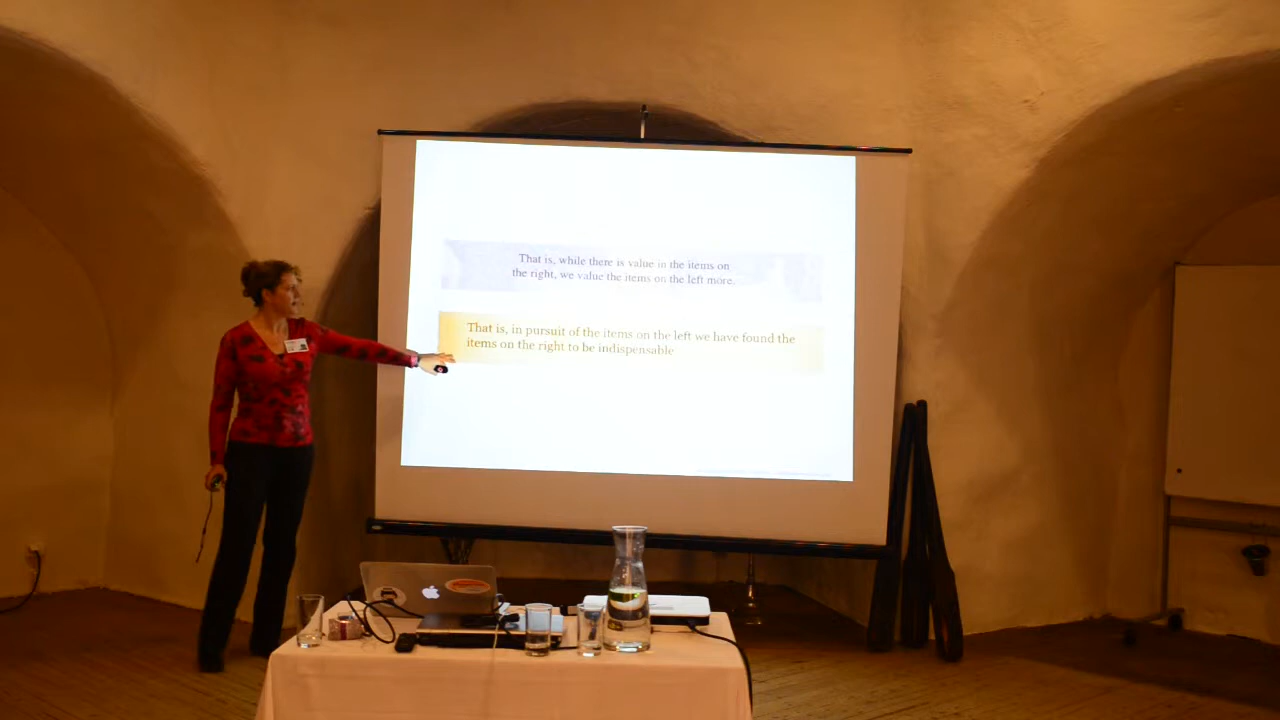 That is, while there is value in the items on
the right, we value the items on the left more.
That is, in pursuit of the items on the left we have found the
items on the right to be indispensable